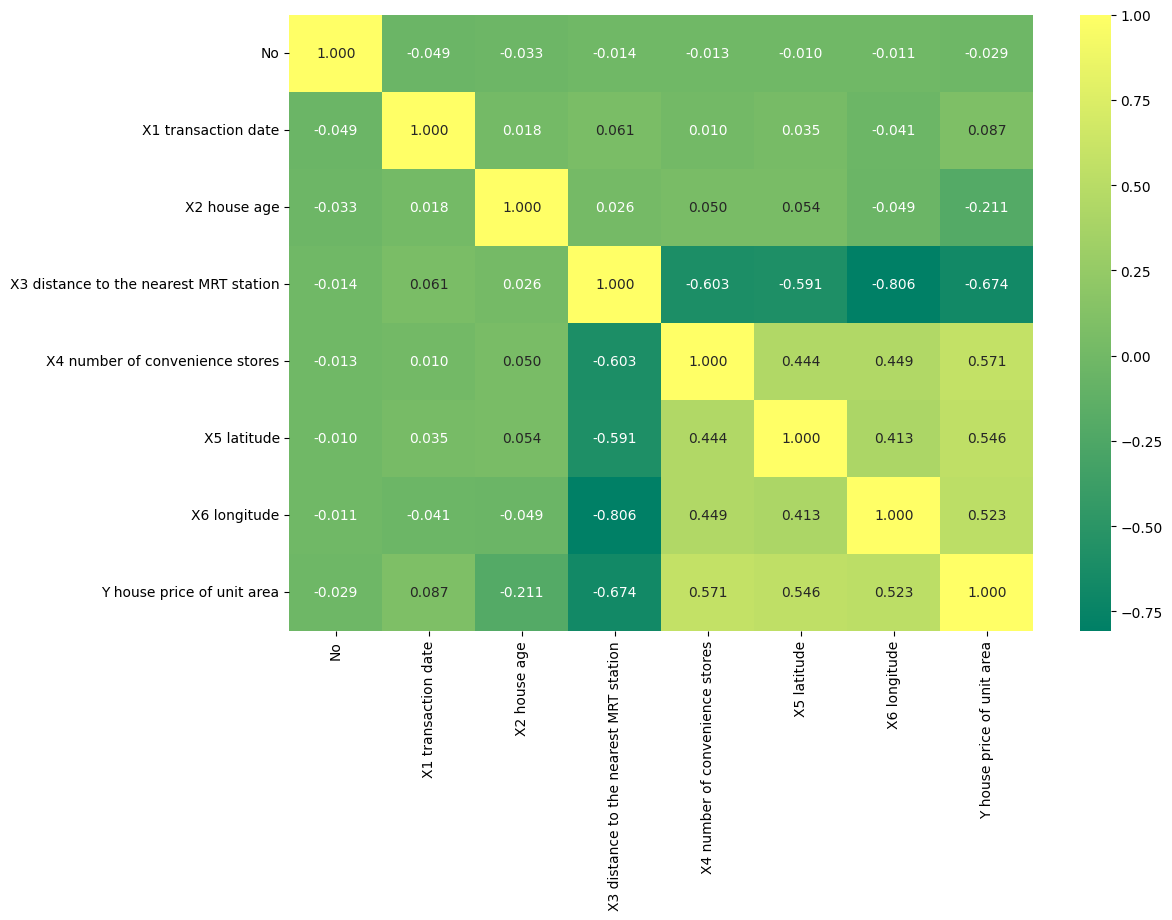 No 1.000 -0.049 -0.033 -0.014 -0.013 -0.010 -0.011 -0.029
X1 transaction date -0.049 1.000 0.018 0.061 0.010 0.035 -0.041 0.087
X2 house age -0.033 0.018 1.000 0.026 0.050 0.054 -0.049 -0.211
X3 distance to the nearest MRT station -0.014 0.061 0.026 1.000 -0.603 -0.591 -0.806 -0.674
X4 number of convenience stores -0.013 0.010 0.050 -0.603 1.000 0.444 0.449 0.571
X5 latitude -0.010 0.035 0.054 -0.591 0.444 1.000 0.413 0.546
X6 longitude -0.011 -0.041 -0.049 -0.806 0.449 0.413 1.000 0.523
Y house price of unit area -0.029 0.087 -0.211 -0.674 0.571 0.546 0.523 1.000
No
X1 transaction date
X2 house age
X3 distance to the nearest MRT station
X4 number of convenience stores
X5 latitude
X6 longitude
Y house price of unit area
1.00
0.75
0.50
0.25
0.00
−0.25
−0.50
−0.75